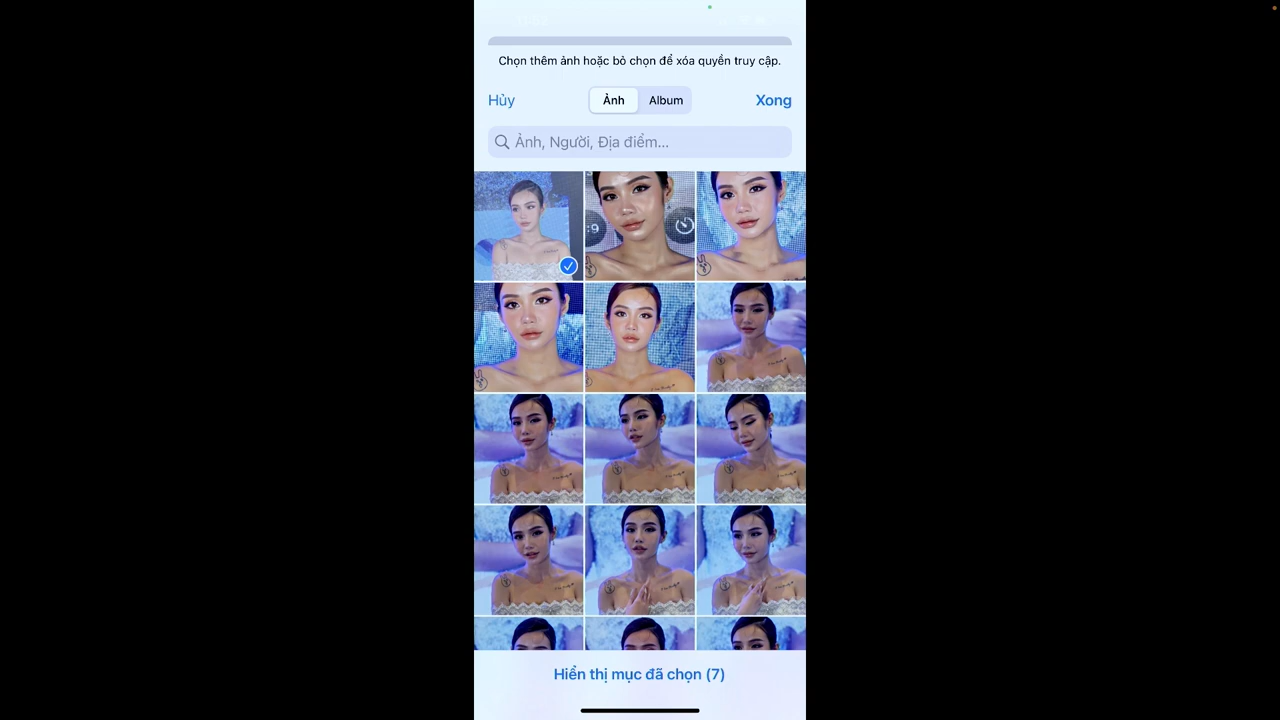 Chọn thêm ảnh hoặc bỏ chọn để xóa quyền truy cập.
Hủy
Ảnh
Album
Xong
Ảnh, Người, Địa điểm...
:9
Hiển thị mục đã chọn (7)